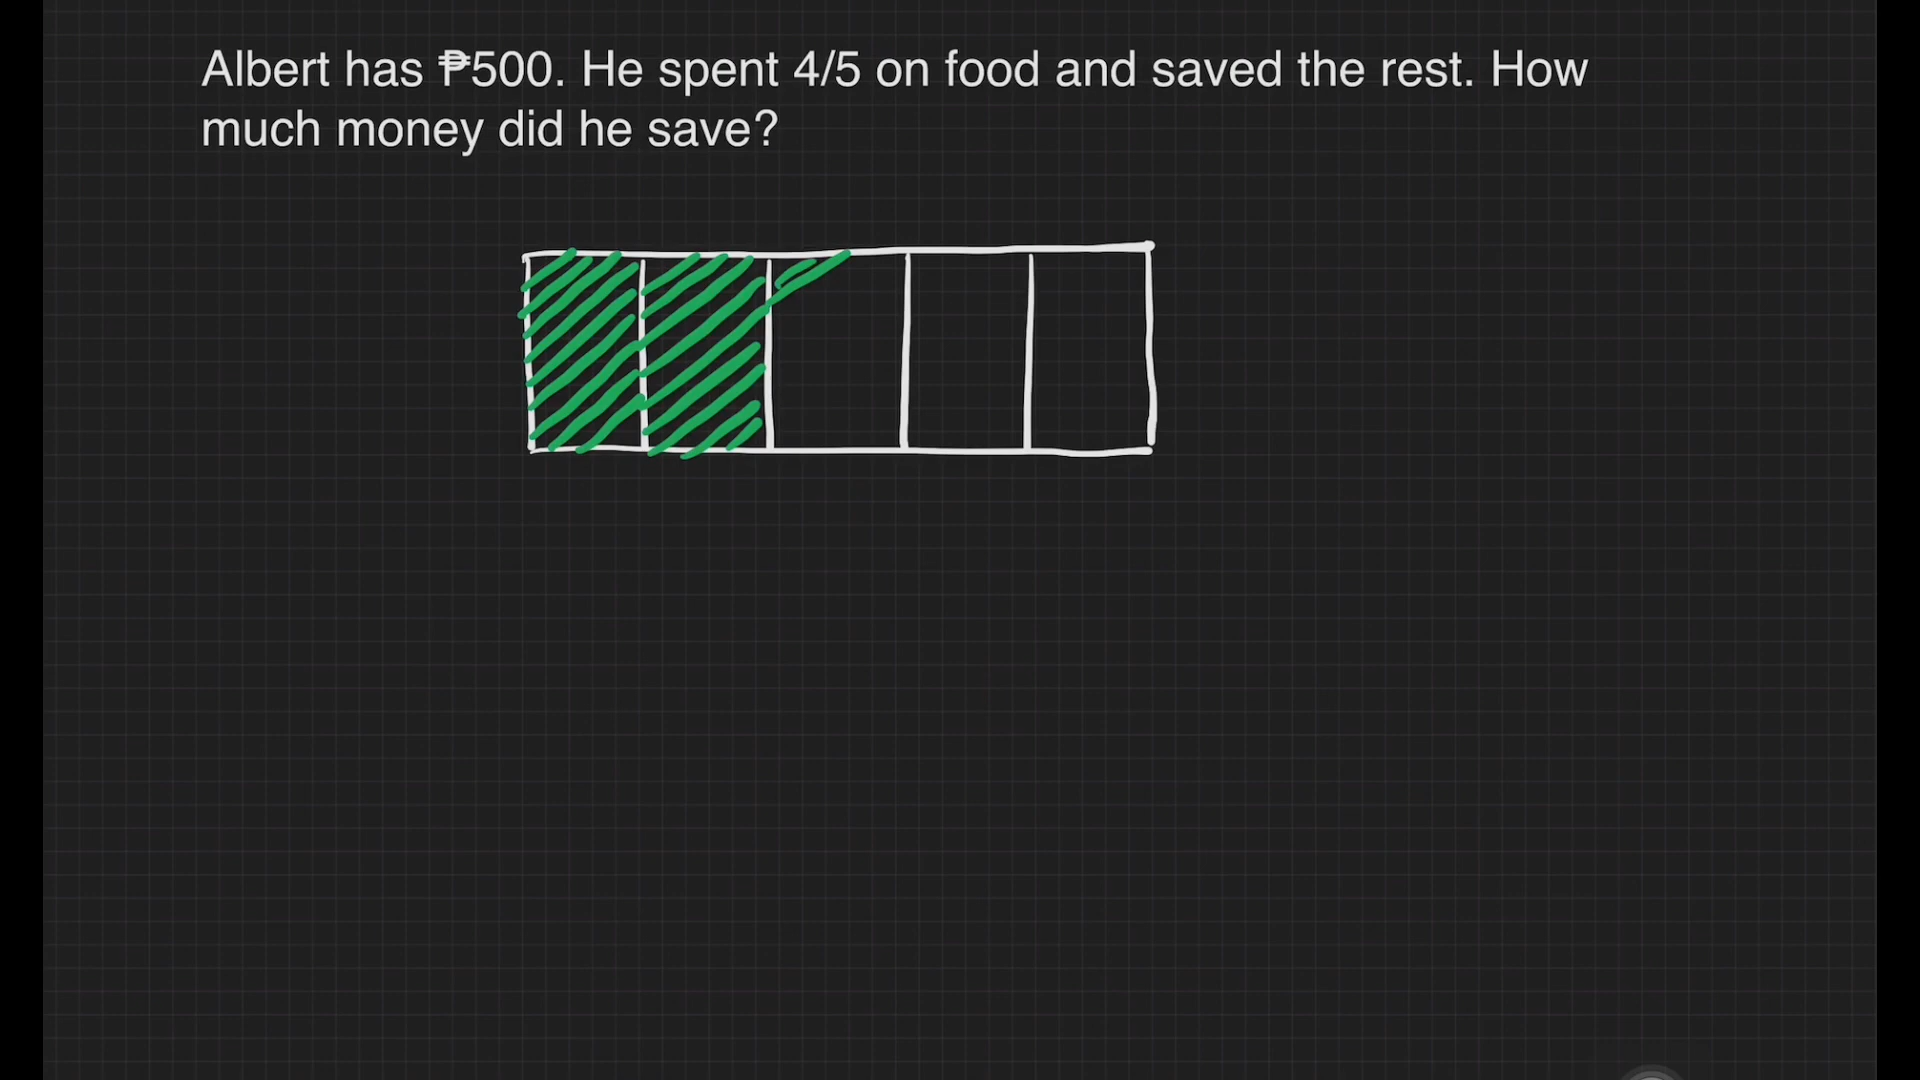 Albert has ₱500. He spent 4/5 on food and saved the rest. How
much money did he save?